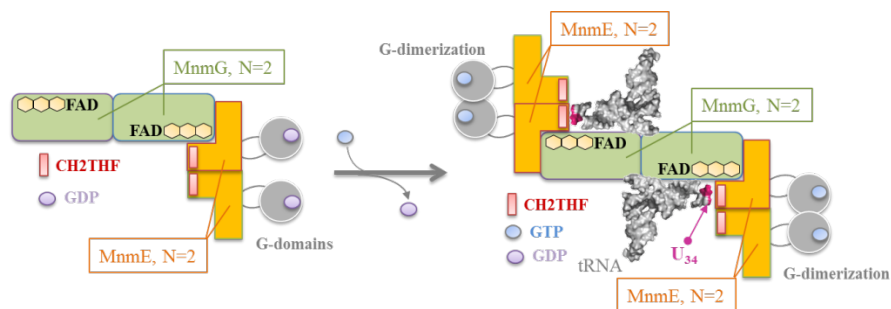 MnmG, N=2
FAD
FAD
CH2THF
GDP
MnmE, N=2
G-domains
G-dimerization
MnmE, N=2
MnmG, N=2
FAD
FAD
CH2THF
GTP
GDP
tRNA
U34
MnmE, N=2
G-dimerization